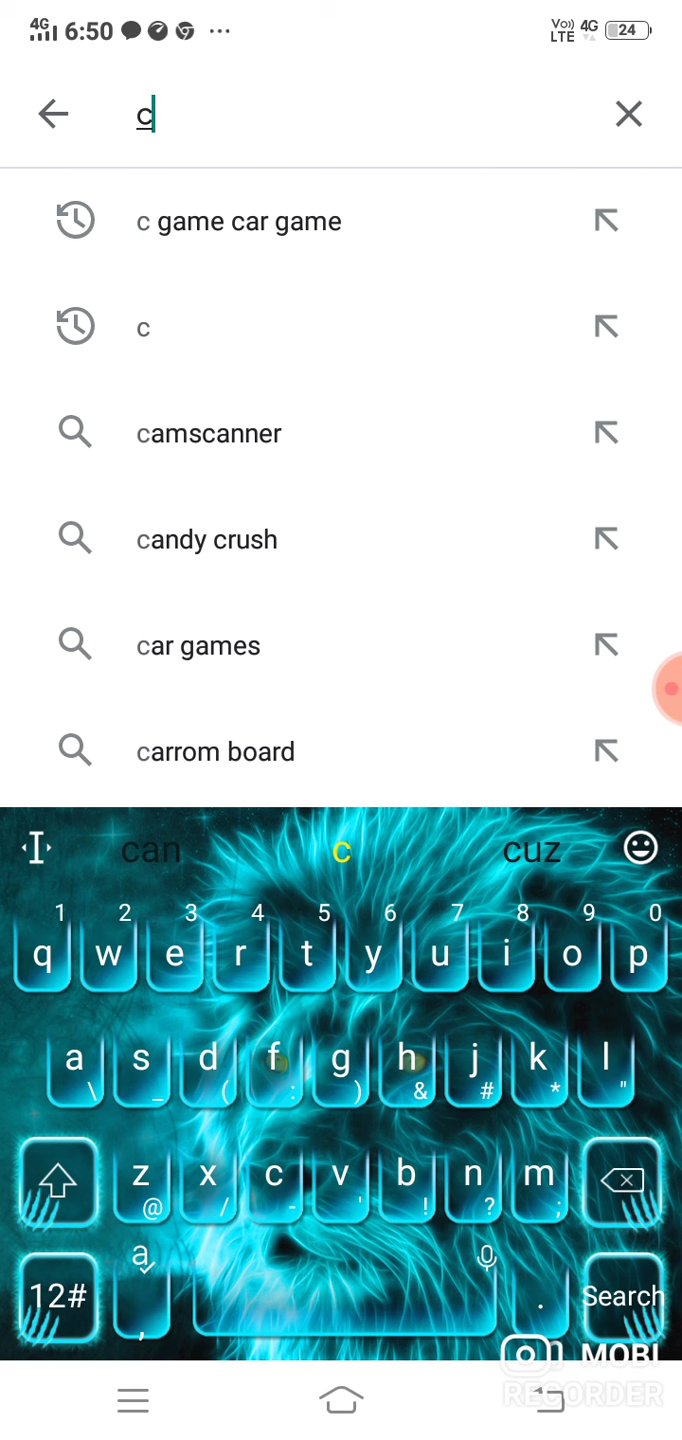 4G 6:50 ... Vo)) LTE 4G 24
c
c game car game
c
camscanner
candy crush
car games
carrom board
can c cuz
1 2 3 4 5 6 7 8 9 0
q w e r t y u i o p
a s d f g h j k l
\ _ ( : ) & # * "
z x c v b n m
@ / - ' ! ? ;
a
12# , . Search
MOBI
RECORDER